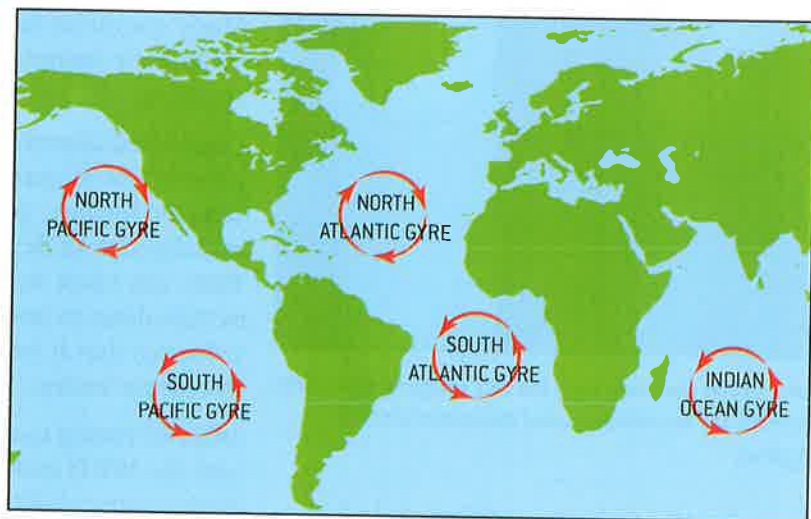 NORTH
PACIFIC GYRE
NORTH
ATLANTIC GYRE
SOUTH
ATLANTIC GYRE
SOUTH
PACIFIC GYRE
INDIAN
OCEAN GYRE